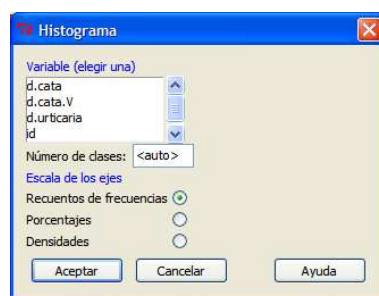 Histograma
Variable (elegir una)
d.cata
d.cata.V
d.urticaria
id
Número de clases: <auto>
Escala de los ejes
Recuentos de frecuencias
Porcentajes
Densidades
Aceptar Cancelar Ayuda